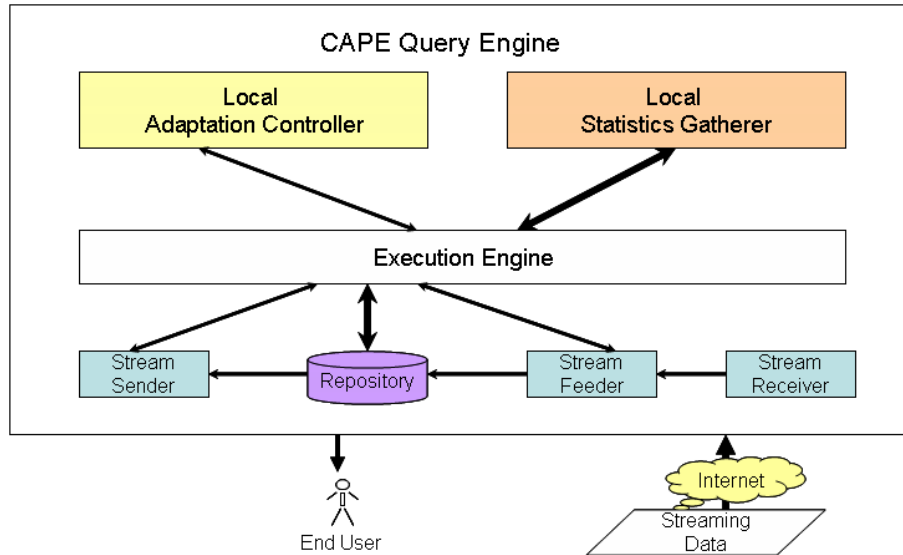 CAPE Query Engine
Local
Adaptation Controller
Local
Statistics Gatherer
Execution Engine
Stream
Sender
Repository
Stream
Feeder
Stream
Receiver
Internet
Streaming
Data
End User